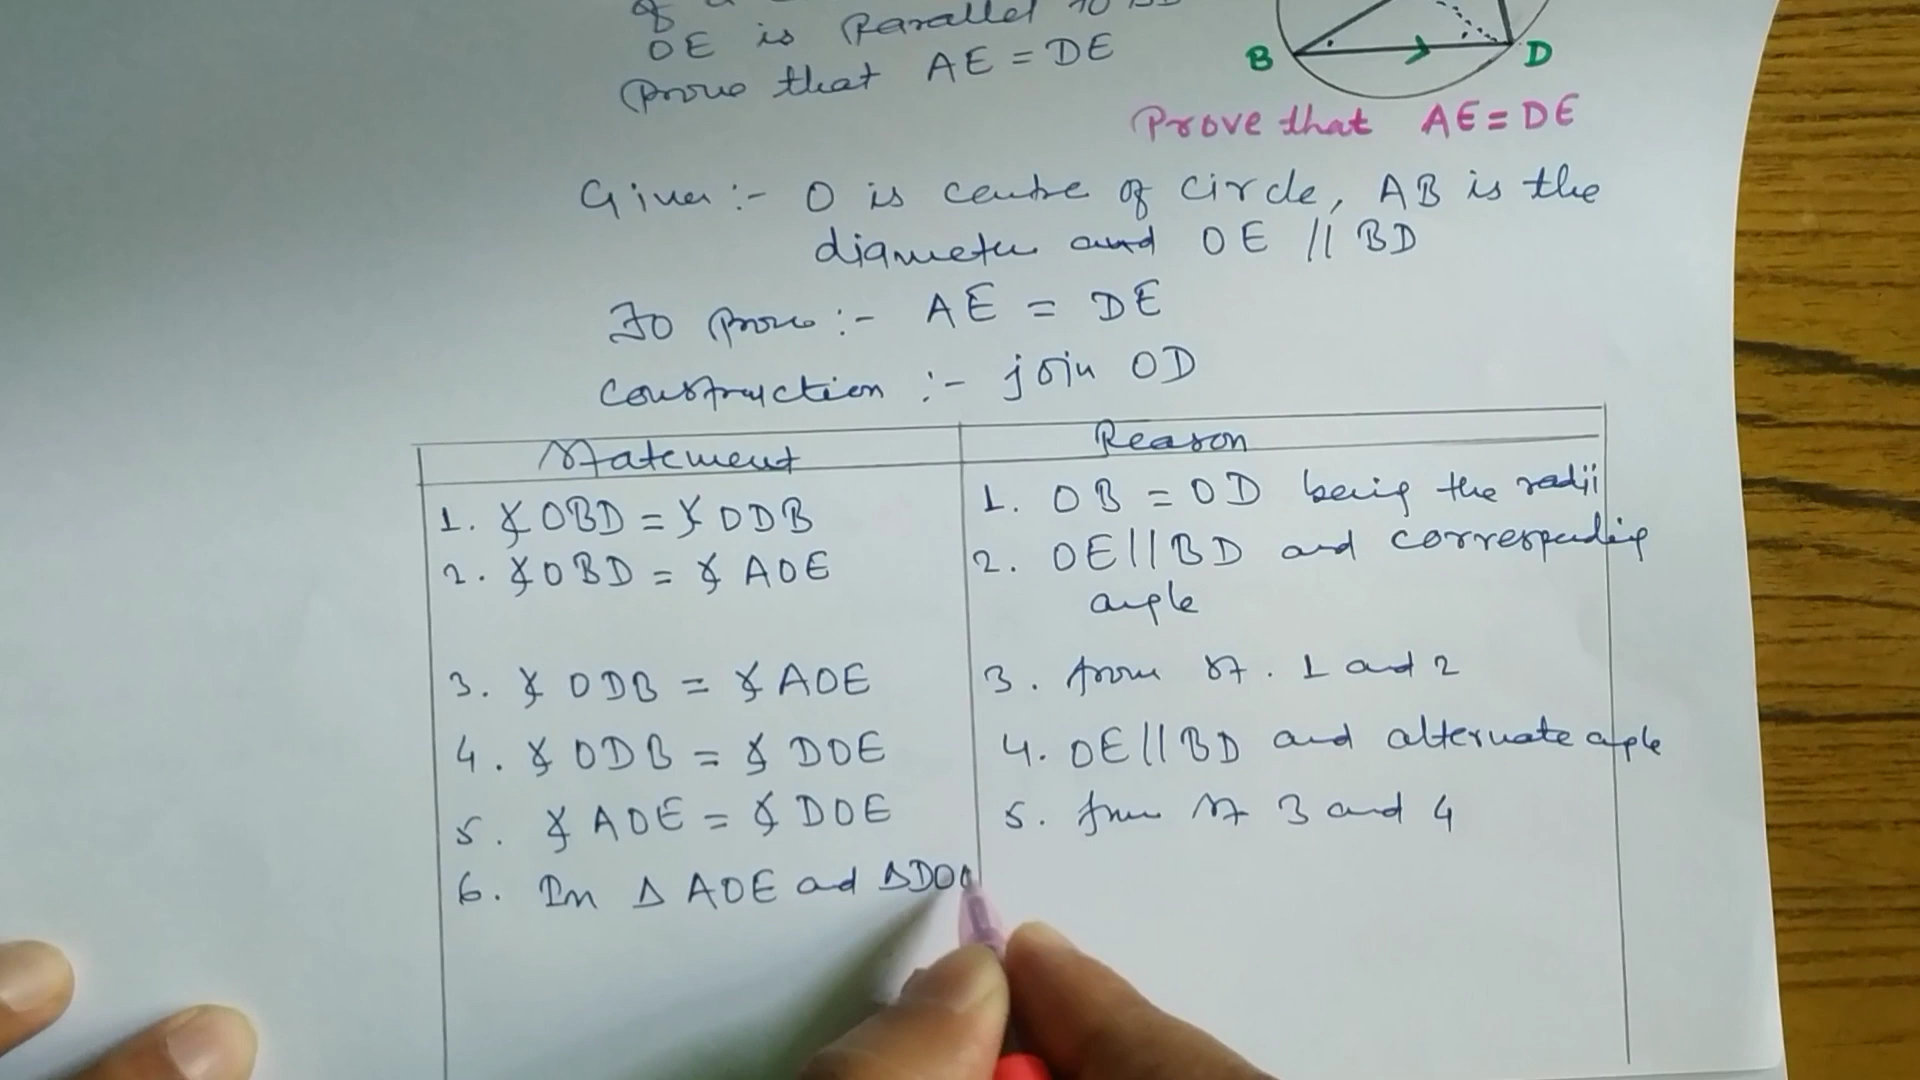 OE is Parallel to BD
Prove that AE = DE
B
D
Prove that AE = DE
Given :- O is centre of circle, AB is the
diameter and OE // BD
To prove :- AE = DE
construction :- join OD
Statement
Reason
1. ∡ OBD = ∡ ODB
1. OB = OD being the radii
2. ∡ OBD = ∡ AOE
2. OE // BD and corresponding
angle
3. ∡ ODB = ∡ AOE
3. from st. 1 and 2
4. ∡ ODB = ∡ DOE
4. OE // BD and alternate angle
5. ∡ AOE = ∡ DOE
5. from st 3 and 4
6. In Δ AOE and ΔDO